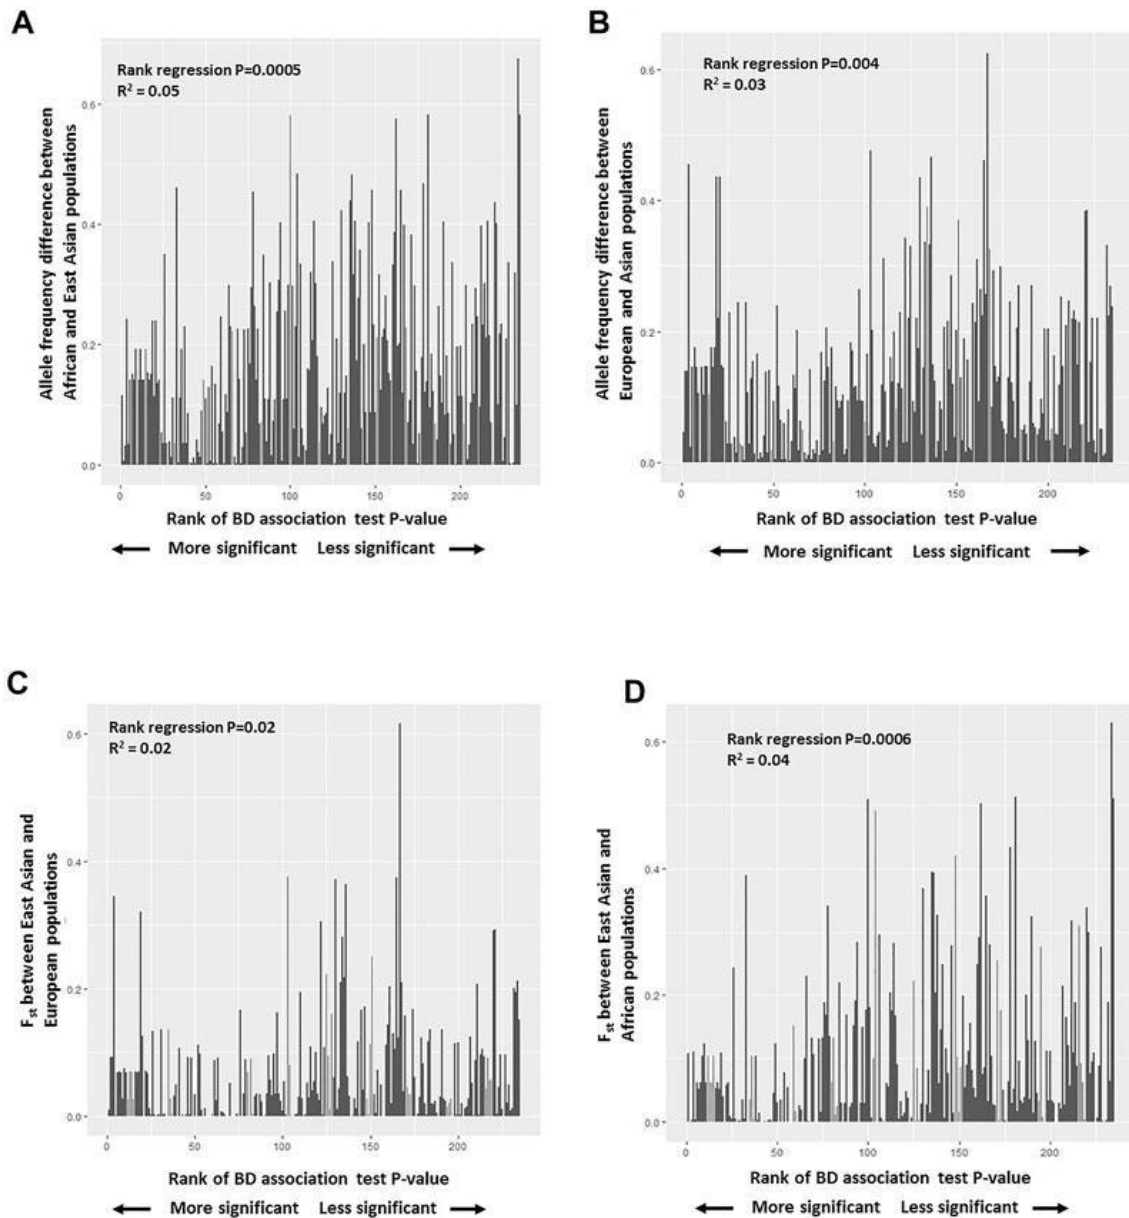 A
Rank regression P=0.0005
R² = 0.05
Allele frequency difference between
African and East Asian populations
0.6
0.4
0.2
0.0
0 50 100 150 200
Rank of BD association test P-value
More significant Less significant
B
Rank regression P=0.004
R² = 0.03
Allele frequency difference between
European and Asian populations
0.6
0.4
0.2
0.0
0 50 100 150 200
Rank of BD association test P-value
More significant Less significant
C
Rank regression P=0.02
R² = 0.02
Fst between East Asian and
European populations
0.6
0.4
0.2
0.0
0 50 100 150 200
Rank of BD association test P-value
More significant Less significant
D
Rank regression P=0.0006
R² = 0.04
Fst between East Asian and
African populations
0.6
0.4
0.2
0.0
0 50 100 150 200
Rank of BD association test P-value
More significant Less significant